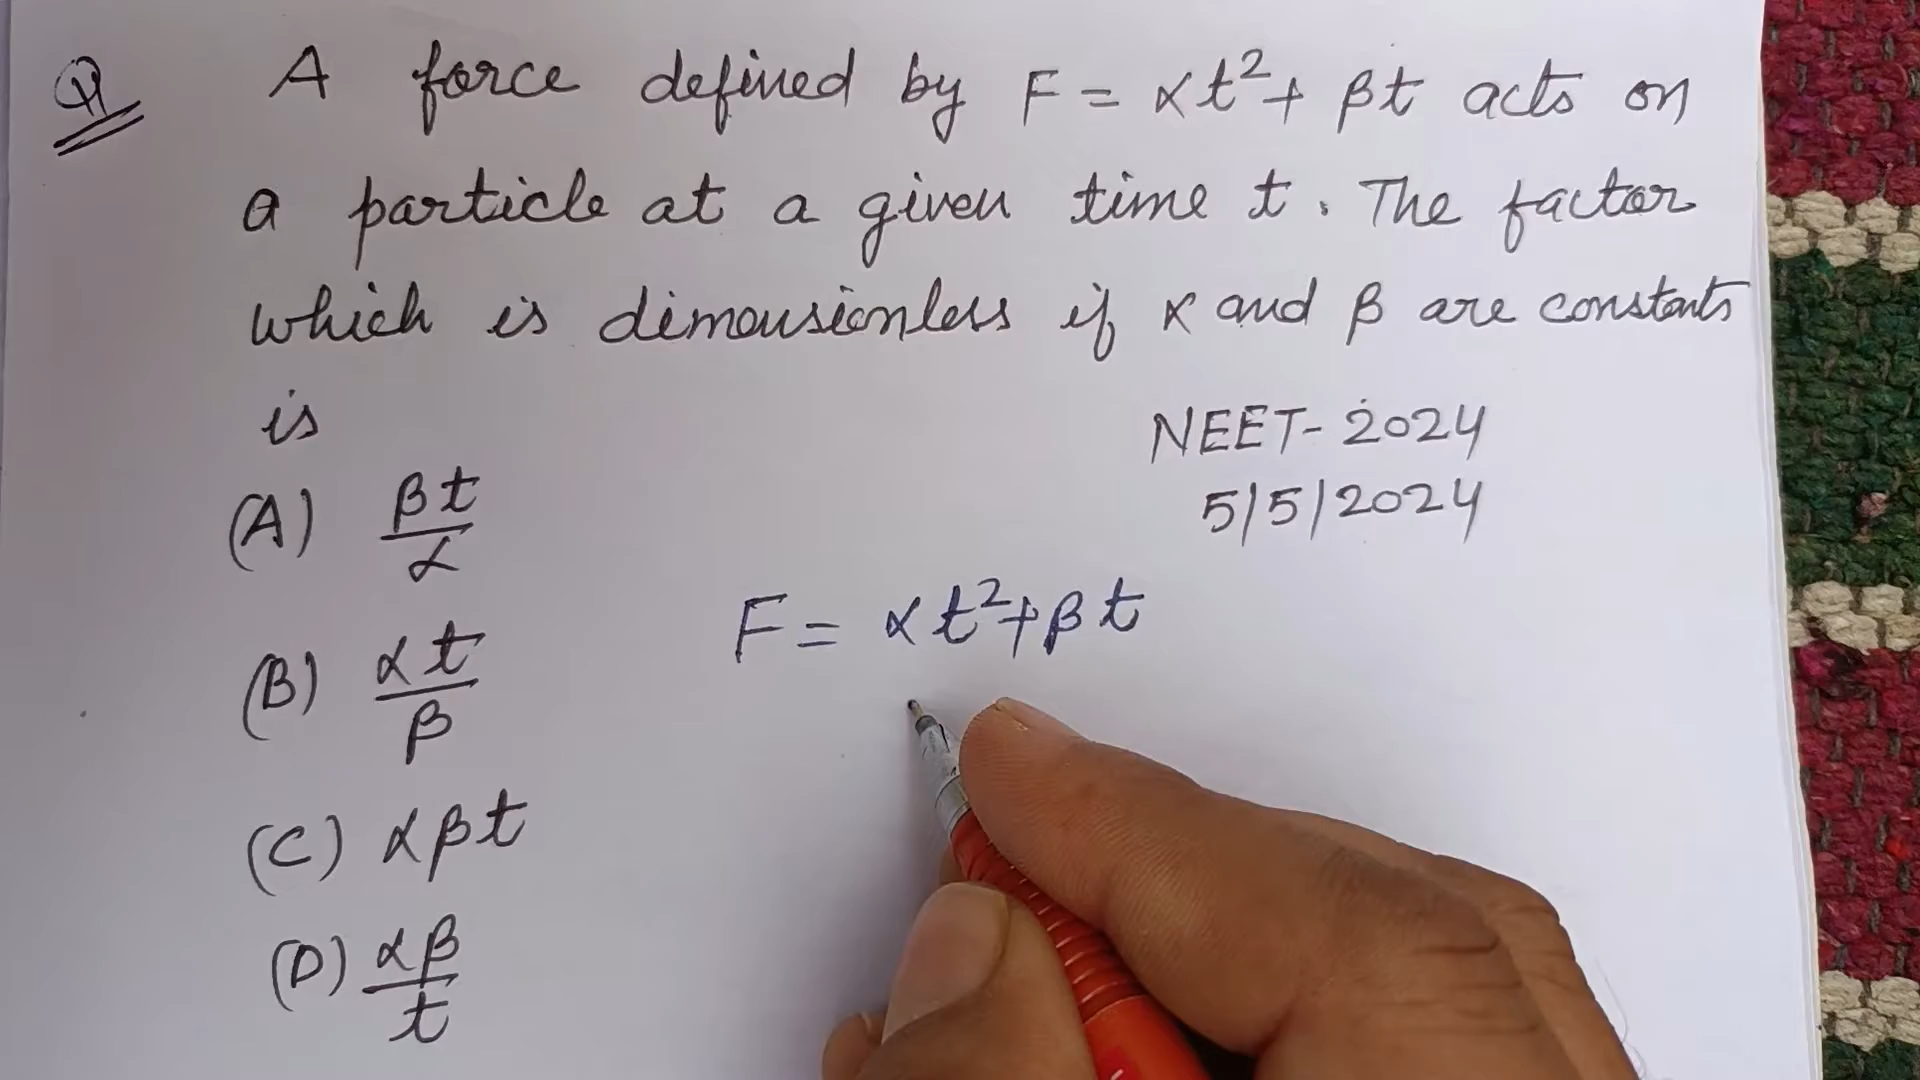 Q A force defined by F = αt²+ βt acts on
a particle at a given time t. The factor
which is dimensionless if α and β are constants
is
NEET-2024
5/5/2024
(A) βt/α
(B) αt/β
(C) αβt
(D) αβ/t
F = αt²+βt